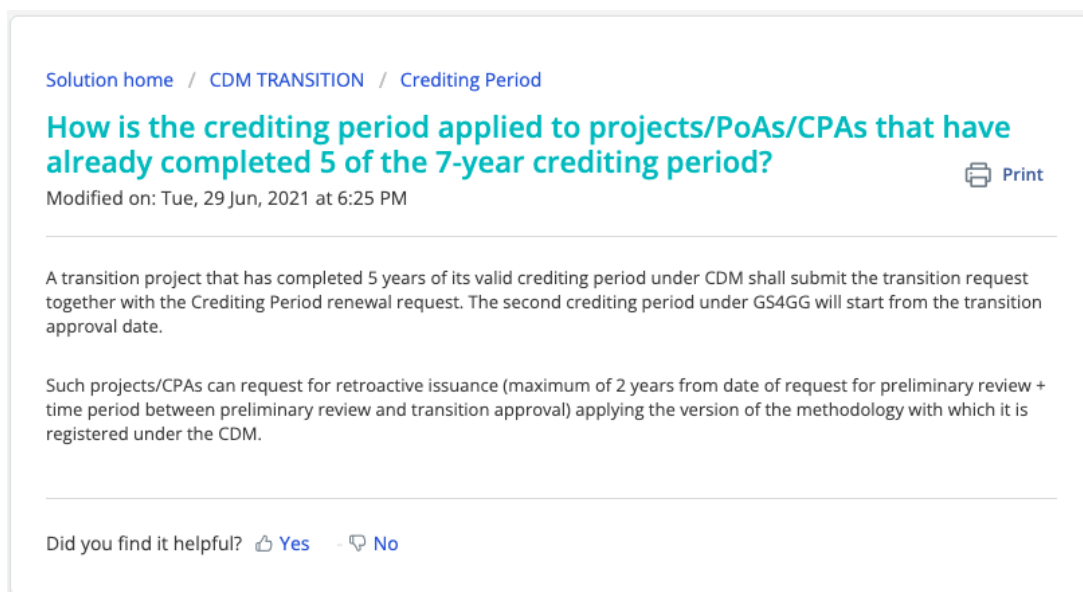 Solution home / CDM TRANSITION / Crediting Period
How is the crediting period applied to projects/PoAs/CPAs that have
already completed 5 of the 7-year crediting period?
Print
Modified on: Tue, 29 Jun, 2021 at 6:25 PM
A transition project that has completed 5 years of its valid crediting period under CDM shall submit the transition request
together with the Crediting Period renewal request. The second crediting period under GS4GG will start from the transition
approval date.
Such projects/CPAs can request for retroactive issuance (maximum of 2 years from date of request for preliminary review +
time period between preliminary review and transition approval) applying the version of the methodology with which it is
registered under the CDM.
Did you find it helpful? Yes - No